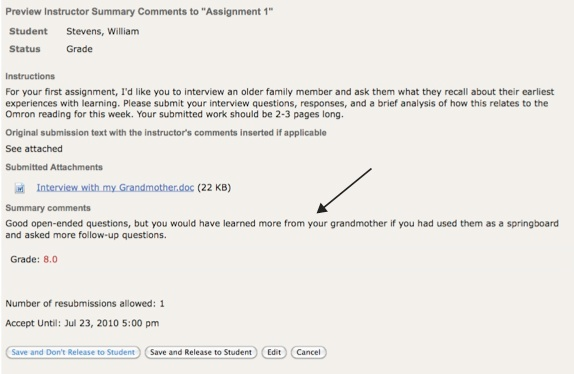 Preview Instructor Summary Comments to "Assignment 1"
Student Stevens, William
Status Grade
Instructions
For your first assignment, I'd like you to interview an older family member and ask them what they recall about their earliest
experiences with learning. Please submit your interview questions, responses, and a brief analysis of how this relates to the
Omron reading for this week. Your submitted work should be 2-3 pages long.
Original submission text with the instructor's comments inserted if applicable
See attached
Submitted Attachments
Interview with my Grandmother.doc (22 KB)
Summary comments
Good open-ended questions, but you would have learned more from your grandmother if you had used them as a springboard
and asked more follow-up questions.
Grade: 8.0
Number of resubmissions allowed: 1
Accept Until: Jul 23, 2010 5:00 pm
Save and Don't Release to Student Save and Release to Student Edit Cancel